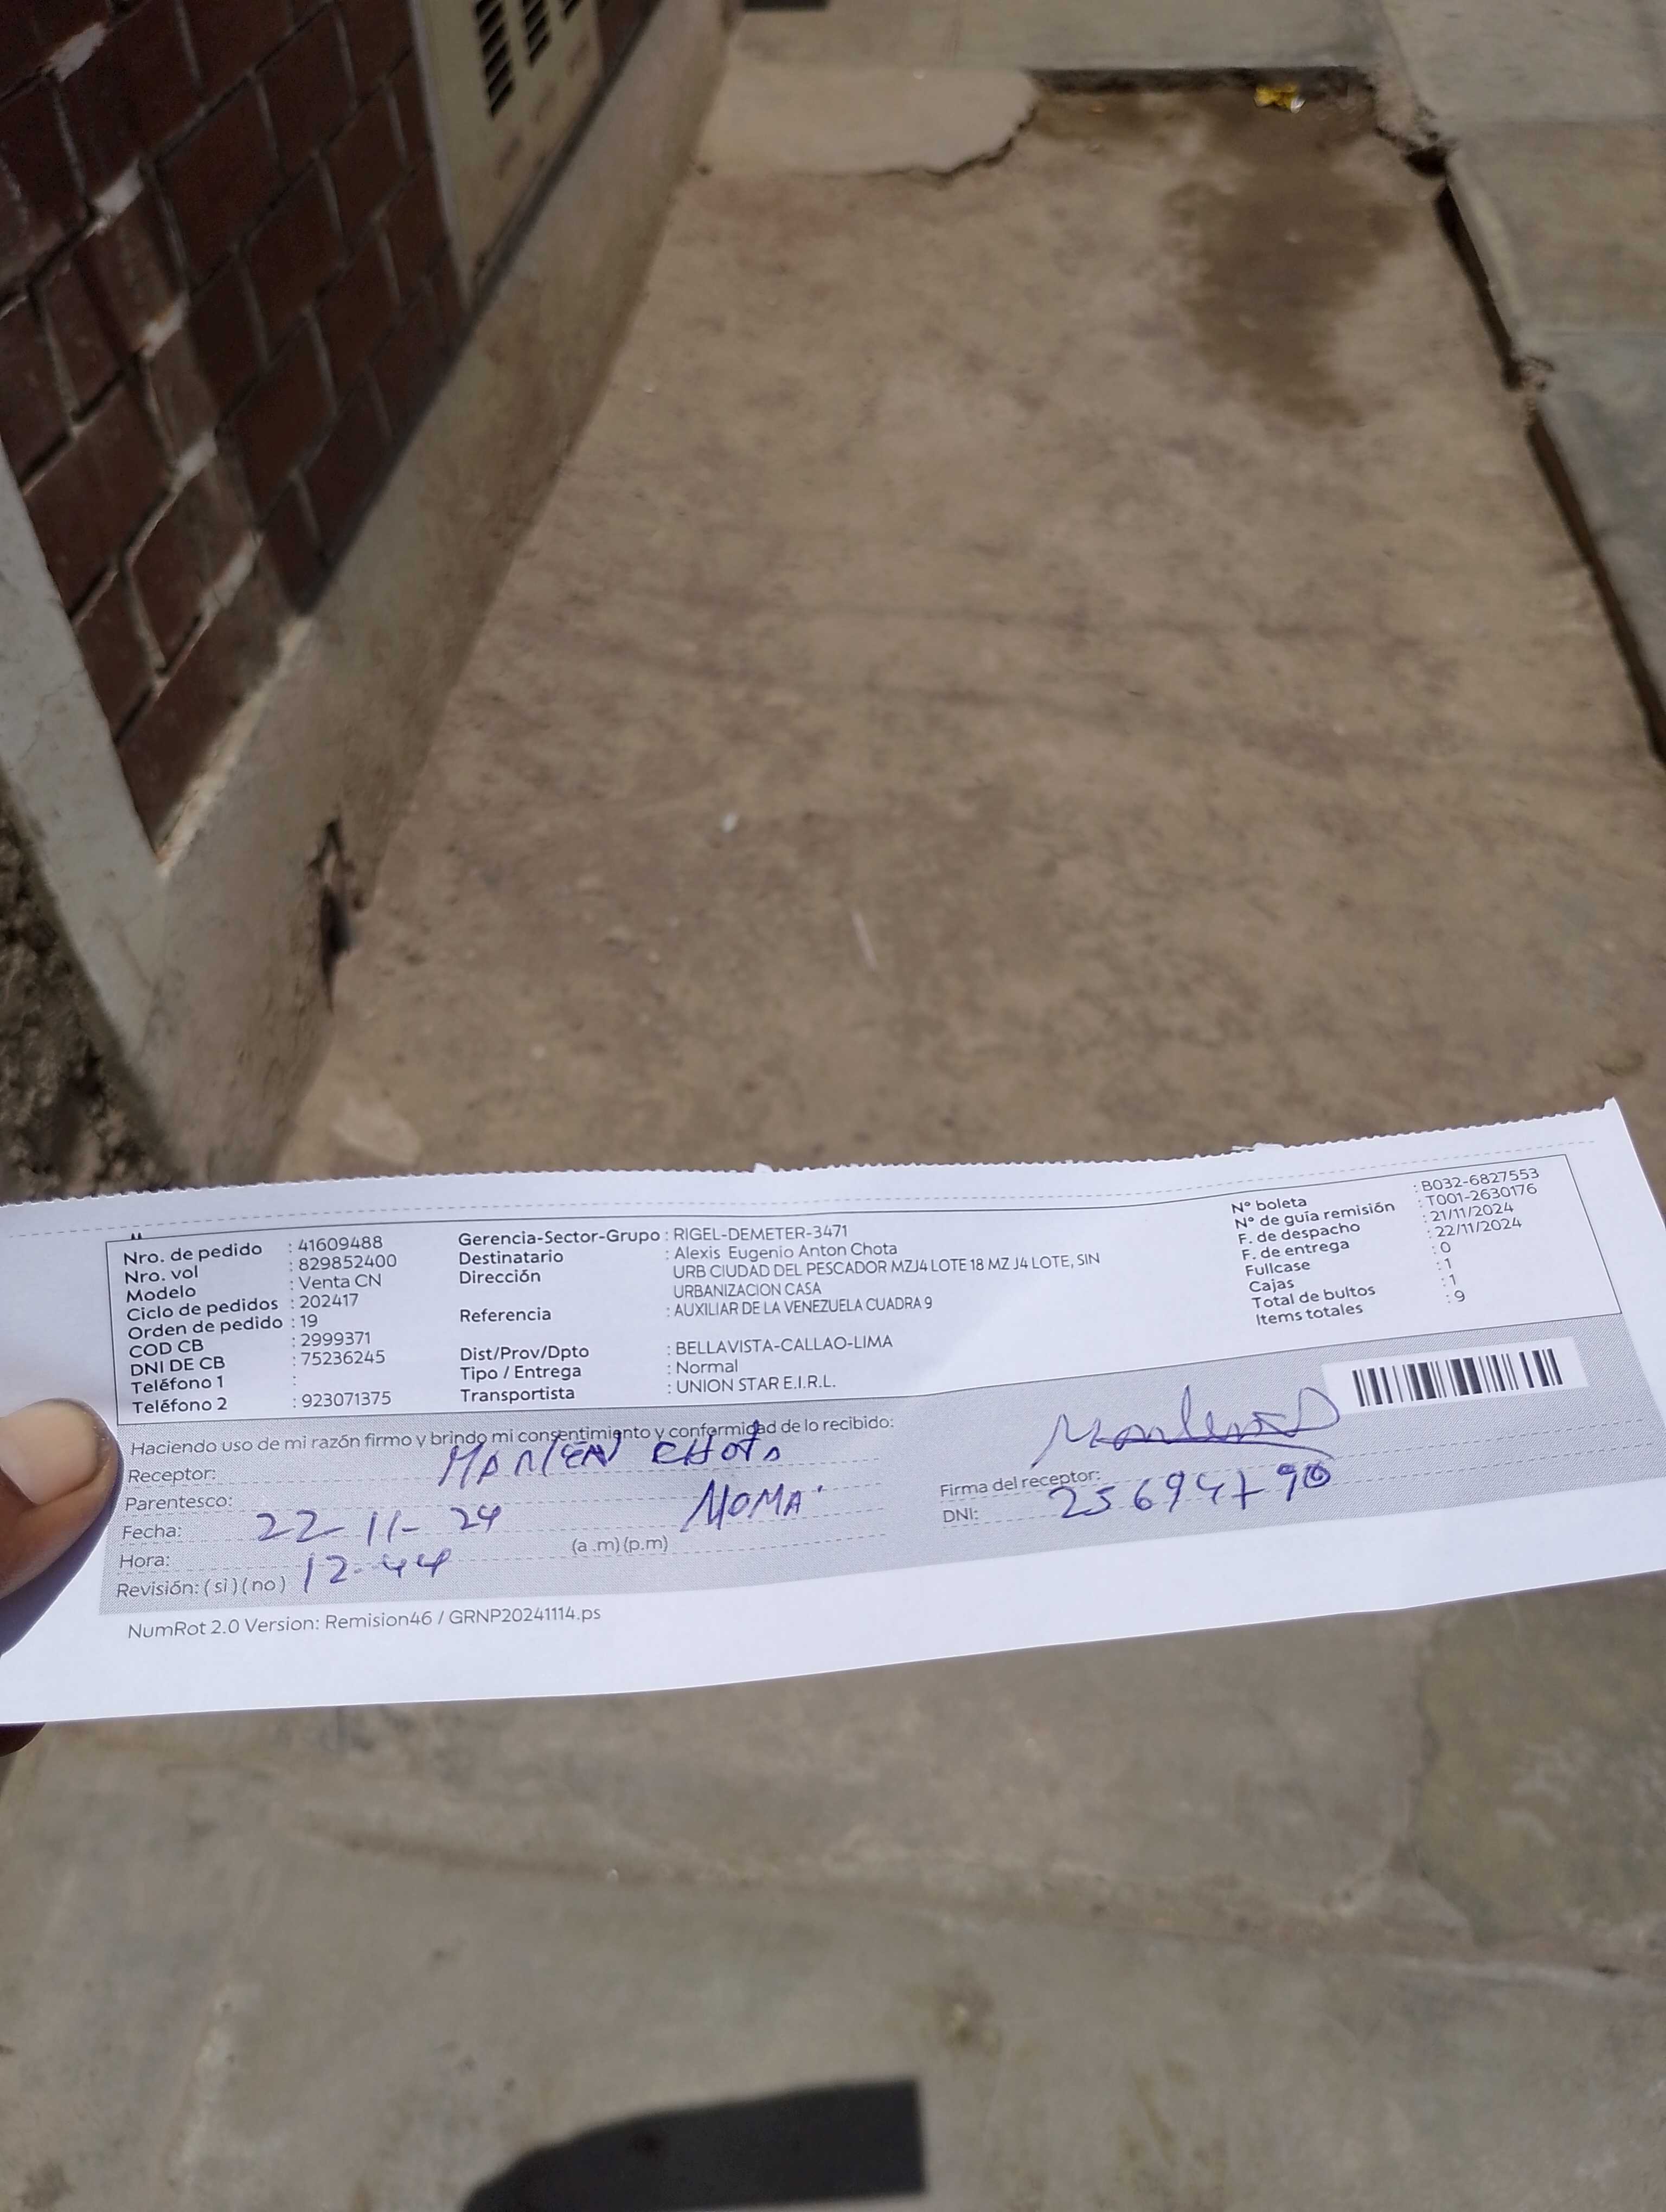 Nro. de pedido : 41609488
Nro. vol : 829852400
Modelo : Venta CN
Ciclo de pedidos : 202417
Orden de pedido : 19
COD CB : 2999371
DNI DE CB : 75236245
Teléfono 1 :
Teléfono 2 : 923071375
Gerencia-Sector-Grupo : RIGEL-DEMETER-3471
Destinatario : Alexis Eugenio Anton Chota
Dirección URB CIUDAD DEL PESCADOR MZJ4 LOTE 18 MZ J4 LOTE, SIN
URBANIZACION CASA
Referencia : AUXILIAR DE LA VENEZUELA CUADRA 9
Dist/Prov/Dpto : BELLAVISTA-CALLAO-LIMA
Tipo / Entrega : Normal
Transportista : UNION STAR E.I.R.L.
N° boleta : B032-6827553
N° de guía remisión : T001-2630176
F. de despacho : 21/11/2024
F. de entrega : 22/11/2024
Fullcase : 0
Cajas : 1
Total de bultos : 1
Items totales : 9
Haciendo uso de mi razón firmo y brindo mi consentimiento y conformidad de lo recibido:
Receptor: MARLENI CHOTA
Parentesco: MOMA
Fecha: 22-11-24
Hora: 12-44 (a .m) (p.m)
Revisión: ( si ) ( no )
Firma del receptor:
DNI: 25694790
NumRot 2.0 Version: Remision46 / GRNP20241114.ps